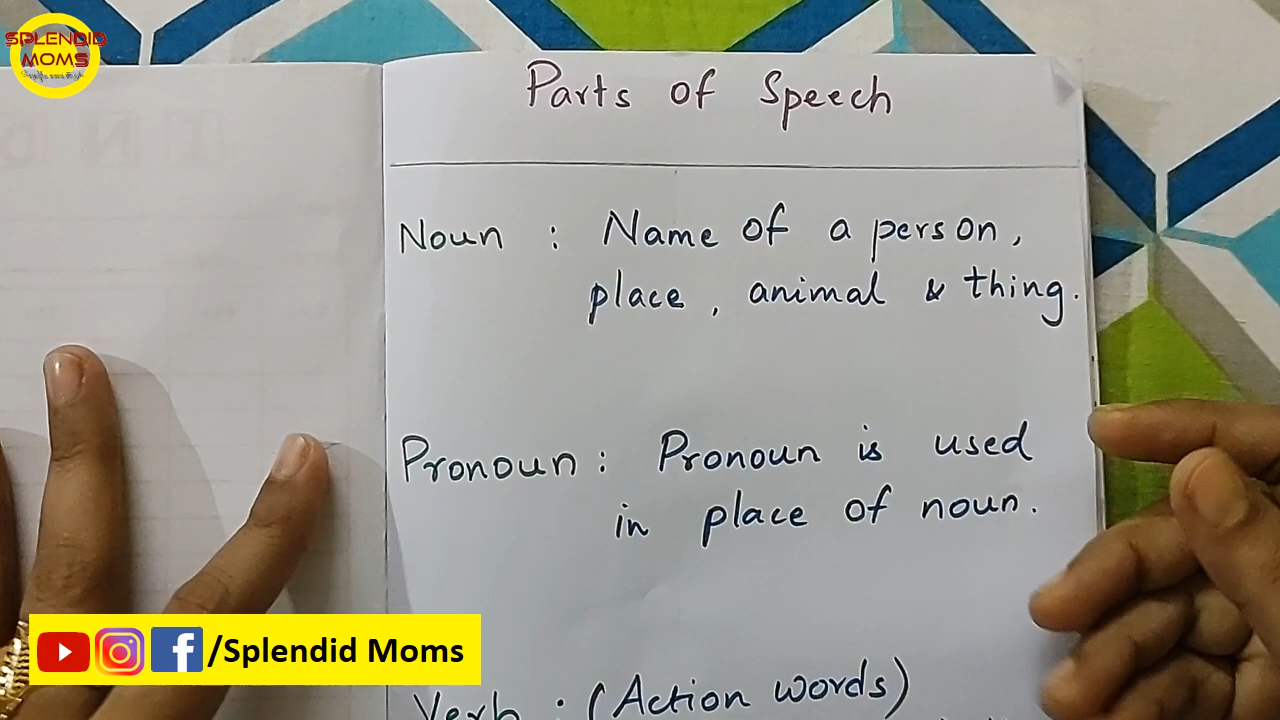 SPLENDID
MOMS
Parts of Speech
Noun : Name of a person,
place, animal & thing.
Pronoun : Pronoun is used
in place of noun.
Verb : (Action words)
/Splendid Moms